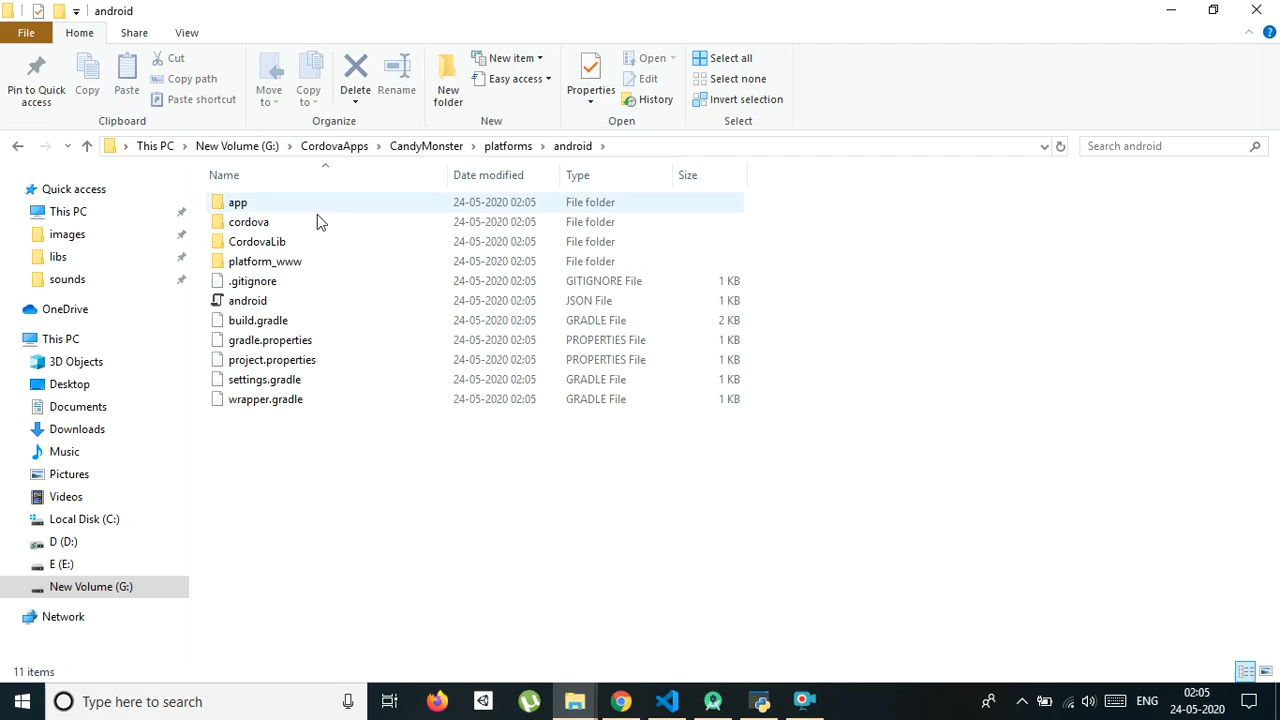 android
File Home Share View
Pin to Quick access
Copy
Paste
Cut
Copy path
Paste shortcut
Clipboard
Move to
Copy to
Delete
Rename
Organize
New folder
New item
Easy access
New
Properties
Open
Edit
History
Open
Select all
Select none
Invert selection
Select
This PC New Volume (G:) CordovaApps CandyMonster platforms android
Search android
Quick access
This PC
images
libs
sounds
OneDrive
This PC
3D Objects
Desktop
Documents
Downloads
Music
Pictures
Videos
Local Disk (C:)
D (D:)
E (E:)
New Volume (G:)
Network
Name Date modified Type Size
app 24-05-2020 02:05 File folder
cordova 24-05-2020 02:05 File folder
CordovaLib 24-05-2020 02:05 File folder
platform_www 24-05-2020 02:05 File folder
.gitignore 24-05-2020 02:05 GITIGNORE File 1 KB
android 24-05-2020 02:05 JSON File 1 KB
build.gradle 24-05-2020 02:05 GRADLE File 2 KB
gradle.properties 24-05-2020 02:05 PROPERTIES File 1 KB
project.properties 24-05-2020 02:05 PROPERTIES File 1 KB
settings.gradle 24-05-2020 02:05 GRADLE File 1 KB
wrapper.gradle 24-05-2020 02:05 GRADLE File 1 KB
11 items
Type here to search
ENG
02:05
24-05-2020